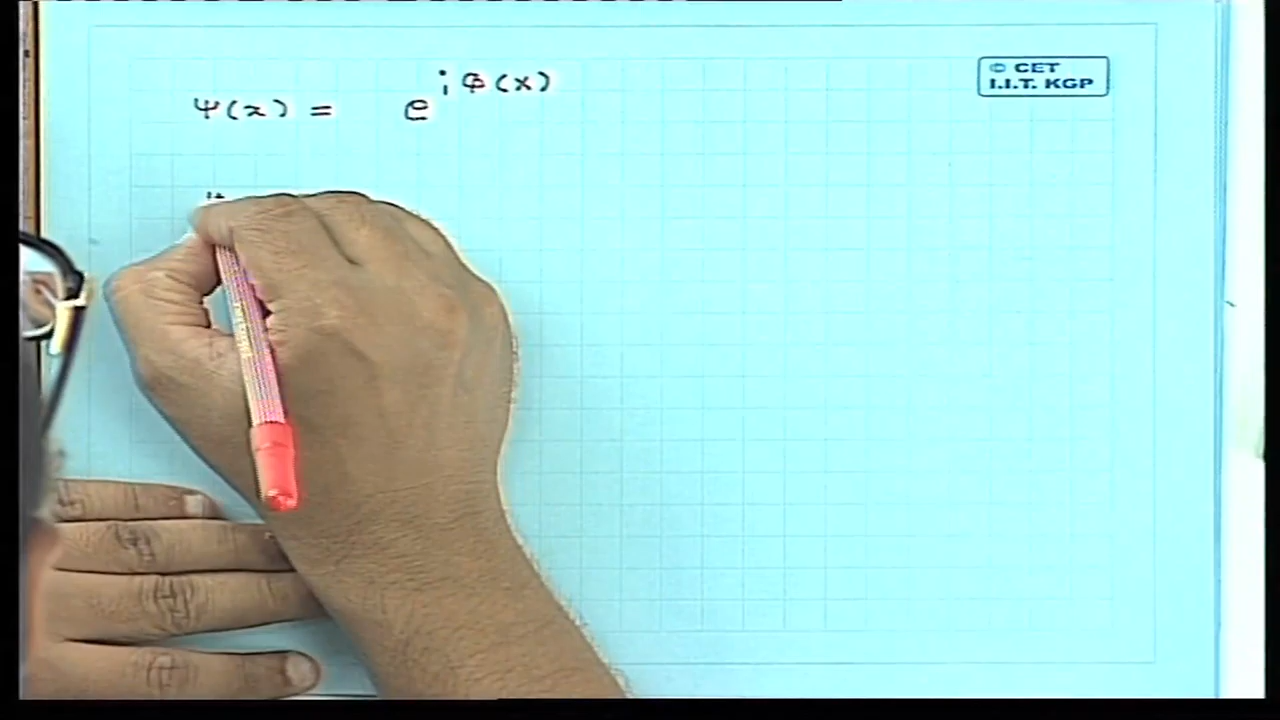 Ψ(x) = e^{iΦ(x)}
© CET
I.I.T. KGP